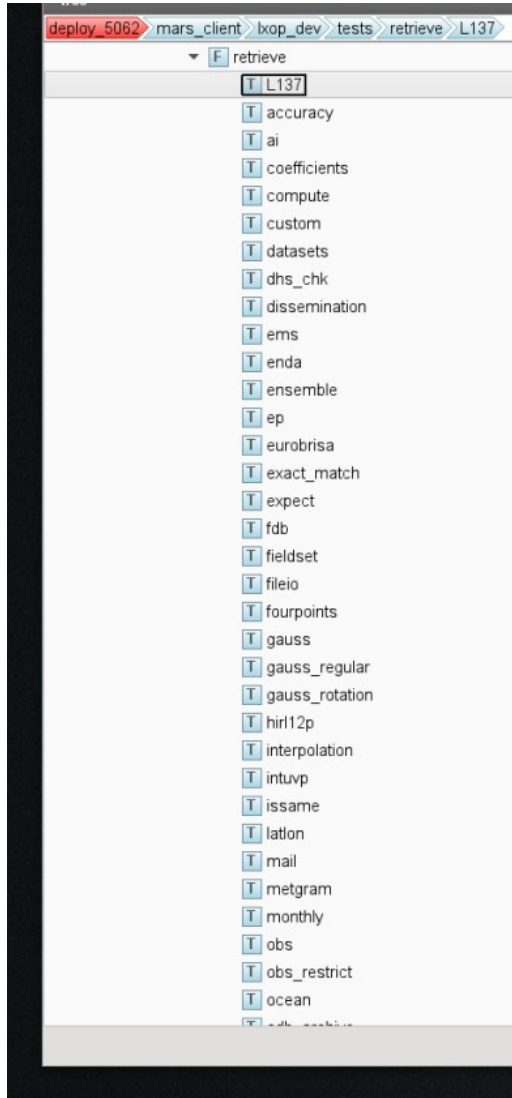 deploy_5062 mars_client lxop_dev tests retrieve L137
F retrieve
T L137
T accuracy
T ai
T coefficients
T compute
T custom
T datasets
T dhs_chk
T dissemination
T ems
T enda
T ensemble
T ep
T eurobrisa
T exact_match
T expect
T fdb
T fieldset
T fileio
T fourpoints
T gauss
T gauss_regular
T gauss_rotation
T hirl12p
T interpolation
T intuvp
T issame
T latlon
T mail
T metgram
T monthly
T obs
T obs_restrict
T ocean